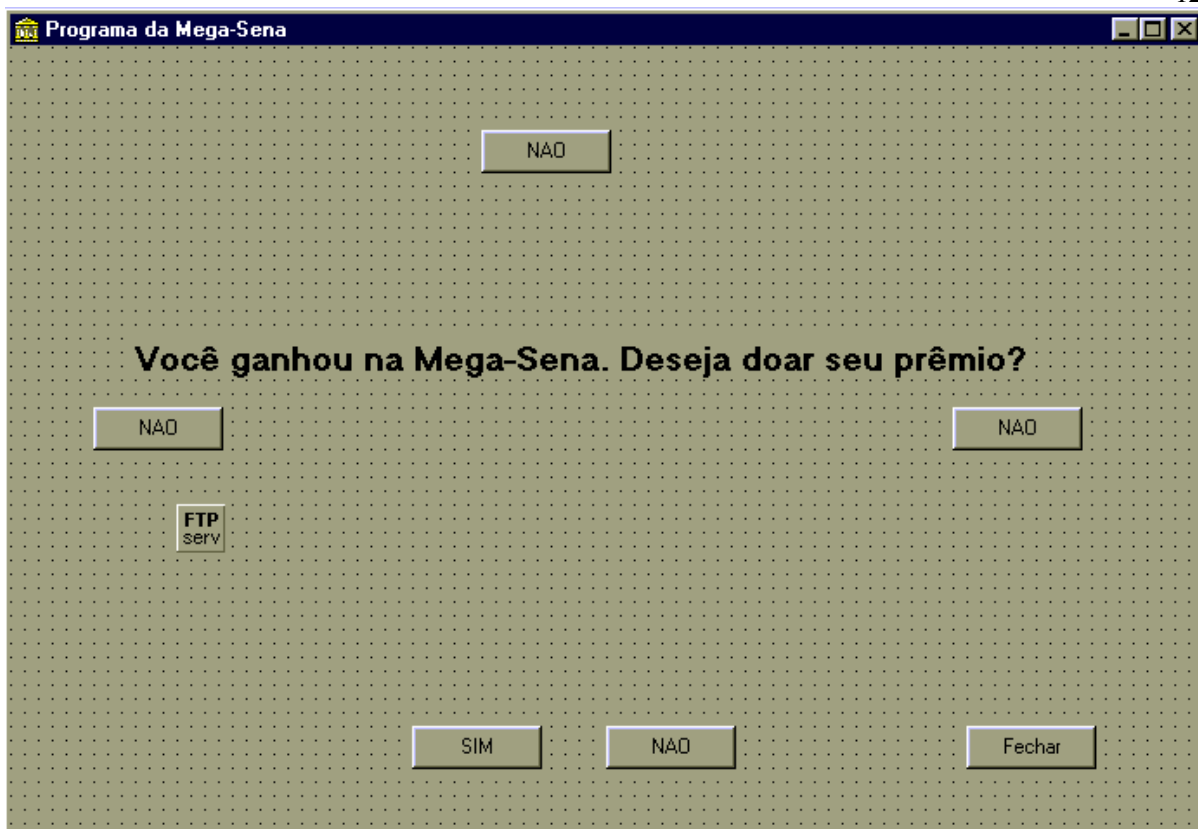 12
Programa da Mega-Sena
NAO
Você ganhou na Mega-Sena. Deseja doar seu prêmio?
NAO
NAO
FTP
serv
SIM
NAO
Fechar